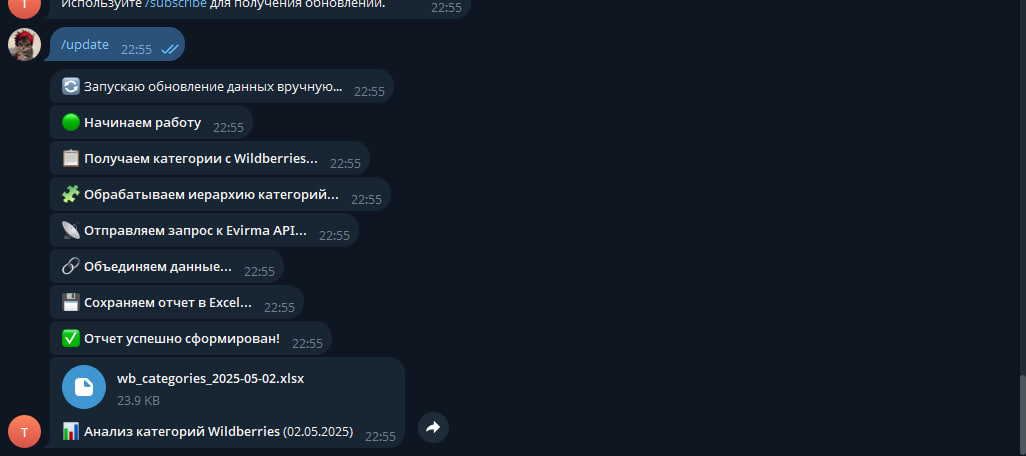 Используйте /subscribe для получения обновлений.
22:55
/update 22:55
Запускаю обновление данных вручную... 22:55
Начинаем работу 22:55
Получаем категории с Wildberries... 22:55
Обрабатываем иерархию категорий... 22:55
Отправляем запрос к Evirma API... 22:55
Объединяем данные... 22:55
Сохраняем отчет в Excel... 22:55
Отчет успешно сформирован! 22:55
wb_categories_2025-05-02.xlsx
23.9 KB
Т Анализ категорий Wildberries (02.05.2025) 22:55